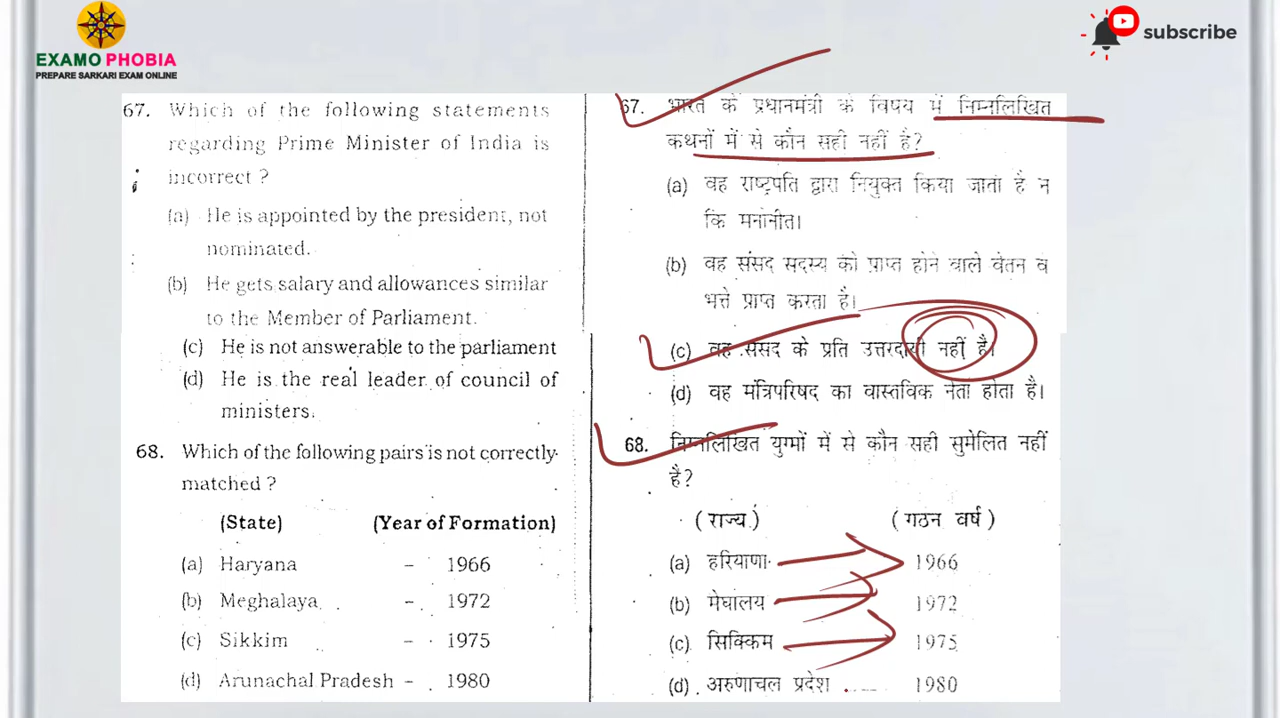 EXAMO PHOBIA
PREPARE SARKARI EXAM ONLINE
subscribe
67. Which of the following statements
regarding Prime Minister of India is
incorrect ?
(a) He is appointed by the president, not
nominated.
(b) He gets salary and allowances similar
to the Member of Parliament.
(c) He is not answerable to the parliament
(d) He is the real leader of council of
ministers.
68. Which of the following pairs is not correctly
matched ?
(State) (Year of Formation)
(a) Haryana – 1966
(b) Meghalaya – 1972
(c) Sikkim – 1975
(d) Arunachal Pradesh – 1980
67. भारत के प्रधानमंत्री के विषय में निम्नलिखित
कथनों में से कौन सही नहीं है?
(a) वह राष्ट्रपति द्वारा नियुक्त किया जाता है न
कि मनोनीत।
(b) वह संसद सदस्य को प्राप्त होने वाले वेतन व
भत्ते प्राप्त करता है।
(c) वह संसद के प्रति उत्तरदायी नहीं है।
(d) वह मंत्रिपरिषद का वास्तविक नेता होता है।
68. निम्नलिखित युग्मों में से कौन सही सुमेलित नहीं
है?
(राज्य) (गठन वर्ष)
(a) हरियाणा 1966
(b) मेघालय 1972
(c) सिक्किम 1975
(d) अरुणाचल प्रदेश 1980